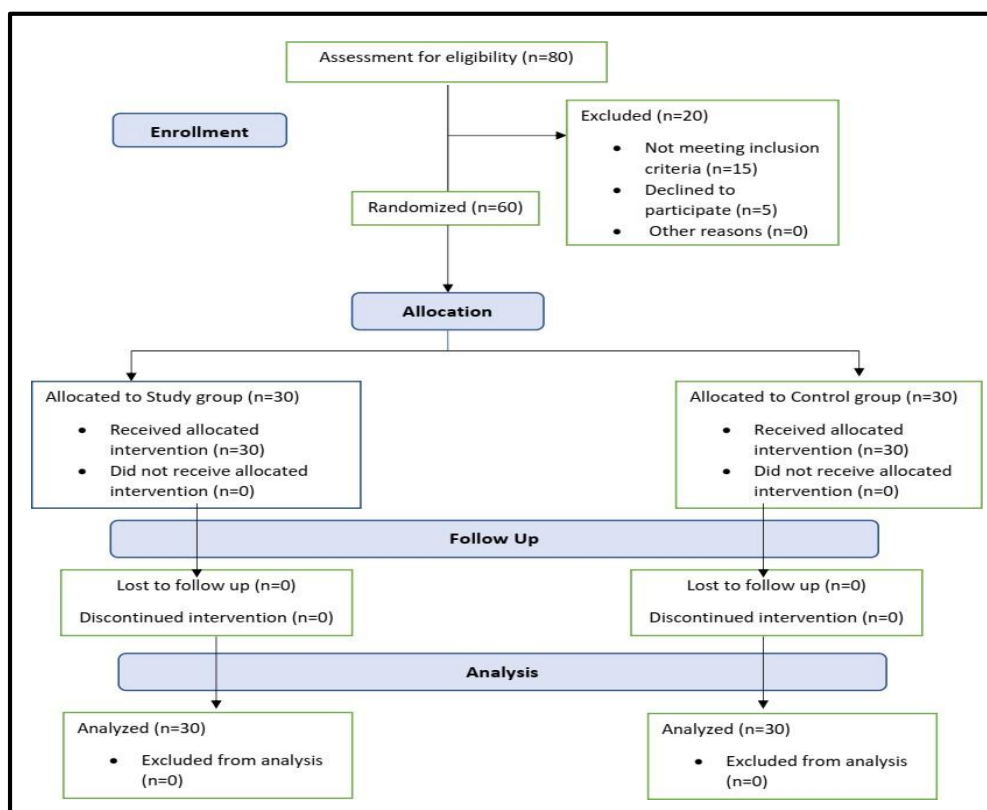 Assessment for eligibility (n=80)
Enrollment
Excluded (n=20)
• Not meeting inclusion
criteria (n=15)
• Declined to
participate (n=5)
• Other reasons (n=0)
Randomized (n=60)
Allocation
Allocated to Study group (n=30)
• Received allocated
intervention (n=30)
• Did not receive allocated
intervention (n=0)
Allocated to Control group (n=30)
• Received allocated
intervention (n=30)
• Did not receive allocated
intervention (n=0)
Follow Up
Lost to follow up (n=0)
Discontinued intervention (n=0)
Lost to follow up (n=0)
Discontinued intervention (n=0)
Analysis
Analyzed (n=30)
• Excluded from analysis
(n=0)
Analyzed (n=30)
• Excluded from analysis
(n=0)